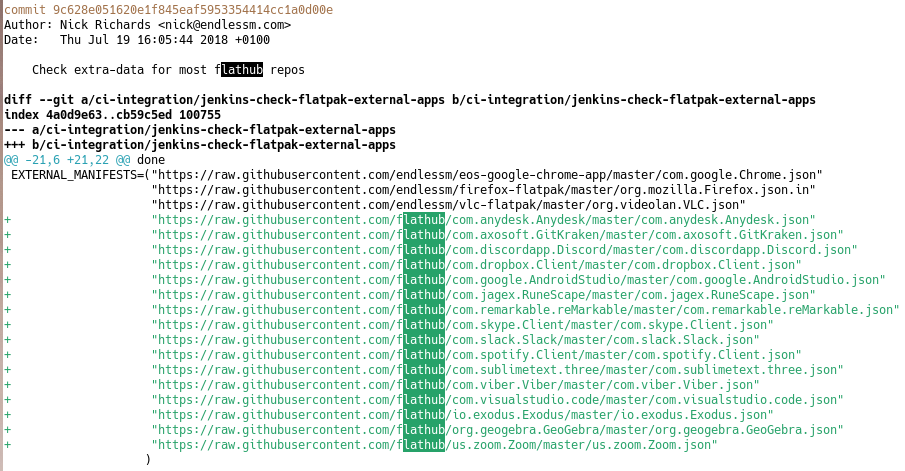 commit 9c628e051620e1f845eaf5953354414cc1a0d00e
Author: Nick Richards <nick@endlessm.com>
Date:   Thu Jul 19 16:05:44 2018 +0100
    Check extra-data for most flathub repos
diff --git a/ci-integration/jenkins-check-flatpak-external-apps b/ci-integration/jenkins-check-flatpak-external-apps
index 4a0d9e63..cb59c5ed 100755
--- a/ci-integration/jenkins-check-flatpak-external-apps
+++ b/ci-integration/jenkins-check-flatpak-external-apps
@@ -21,6 +21,22 @@ done
 EXTERNAL_MANIFESTS=("https://raw.githubusercontent.com/endlessm/eos-google-chrome-app/master/com.google.Chrome.json"
                     "https://raw.githubusercontent.com/endlessm/firefox-flatpak/master/org.mozilla.Firefox.json.in"
                     "https://raw.githubusercontent.com/endlessm/vlc-flatpak/master/org.videolan.VLC.json"
+                    "https://raw.githubusercontent.com/flathub/com.anydesk.Anydesk/master/com.anydesk.Anydesk.json"
+                    "https://raw.githubusercontent.com/flathub/com.axosoft.GitKraken/master/com.axosoft.GitKraken.json"
+                    "https://raw.githubusercontent.com/flathub/com.discordapp.Discord/master/com.discordapp.Discord.json"
+                    "https://raw.githubusercontent.com/flathub/com.dropbox.Client/master/com.dropbox.Client.json"
+                    "https://raw.githubusercontent.com/flathub/com.google.AndroidStudio/master/com.google.AndroidStudio.json"
+                    "https://raw.githubusercontent.com/flathub/com.jagex.RuneScape/master/com.jagex.RuneScape.json"
+                    "https://raw.githubusercontent.com/flathub/com.remarkable.reMarkable/master/com.remarkable.reMarkable.json"
+                    "https://raw.githubusercontent.com/flathub/com.skype.Client/master/com.skype.Client.json"
+                    "https://raw.githubusercontent.com/flathub/com.slack.Slack/master/com.slack.Slack.json"
+                    "https://raw.githubusercontent.com/flathub/com.spotify.Client/master/com.spotify.Client.json"
+                    "https://raw.githubusercontent.com/flathub/com.sublimetext.three/master/com.sublimetext.three.json"
+                    "https://raw.githubusercontent.com/flathub/com.viber.Viber/master/com.viber.Viber.json"
+                    "https://raw.githubusercontent.com/flathub/com.visualstudio.code/master/com.visualstudio.code.json"
+                    "https://raw.githubusercontent.com/flathub/io.exodus.Exodus/master/io.exodus.Exodus.json"
+                    "https://raw.githubusercontent.com/flathub/org.geogebra.GeoGebra/master/org.geogebra.GeoGebra.json"
+                    "https://raw.githubusercontent.com/flathub/us.zoom.Zoom/master/us.zoom.Zoom.json"
                    )